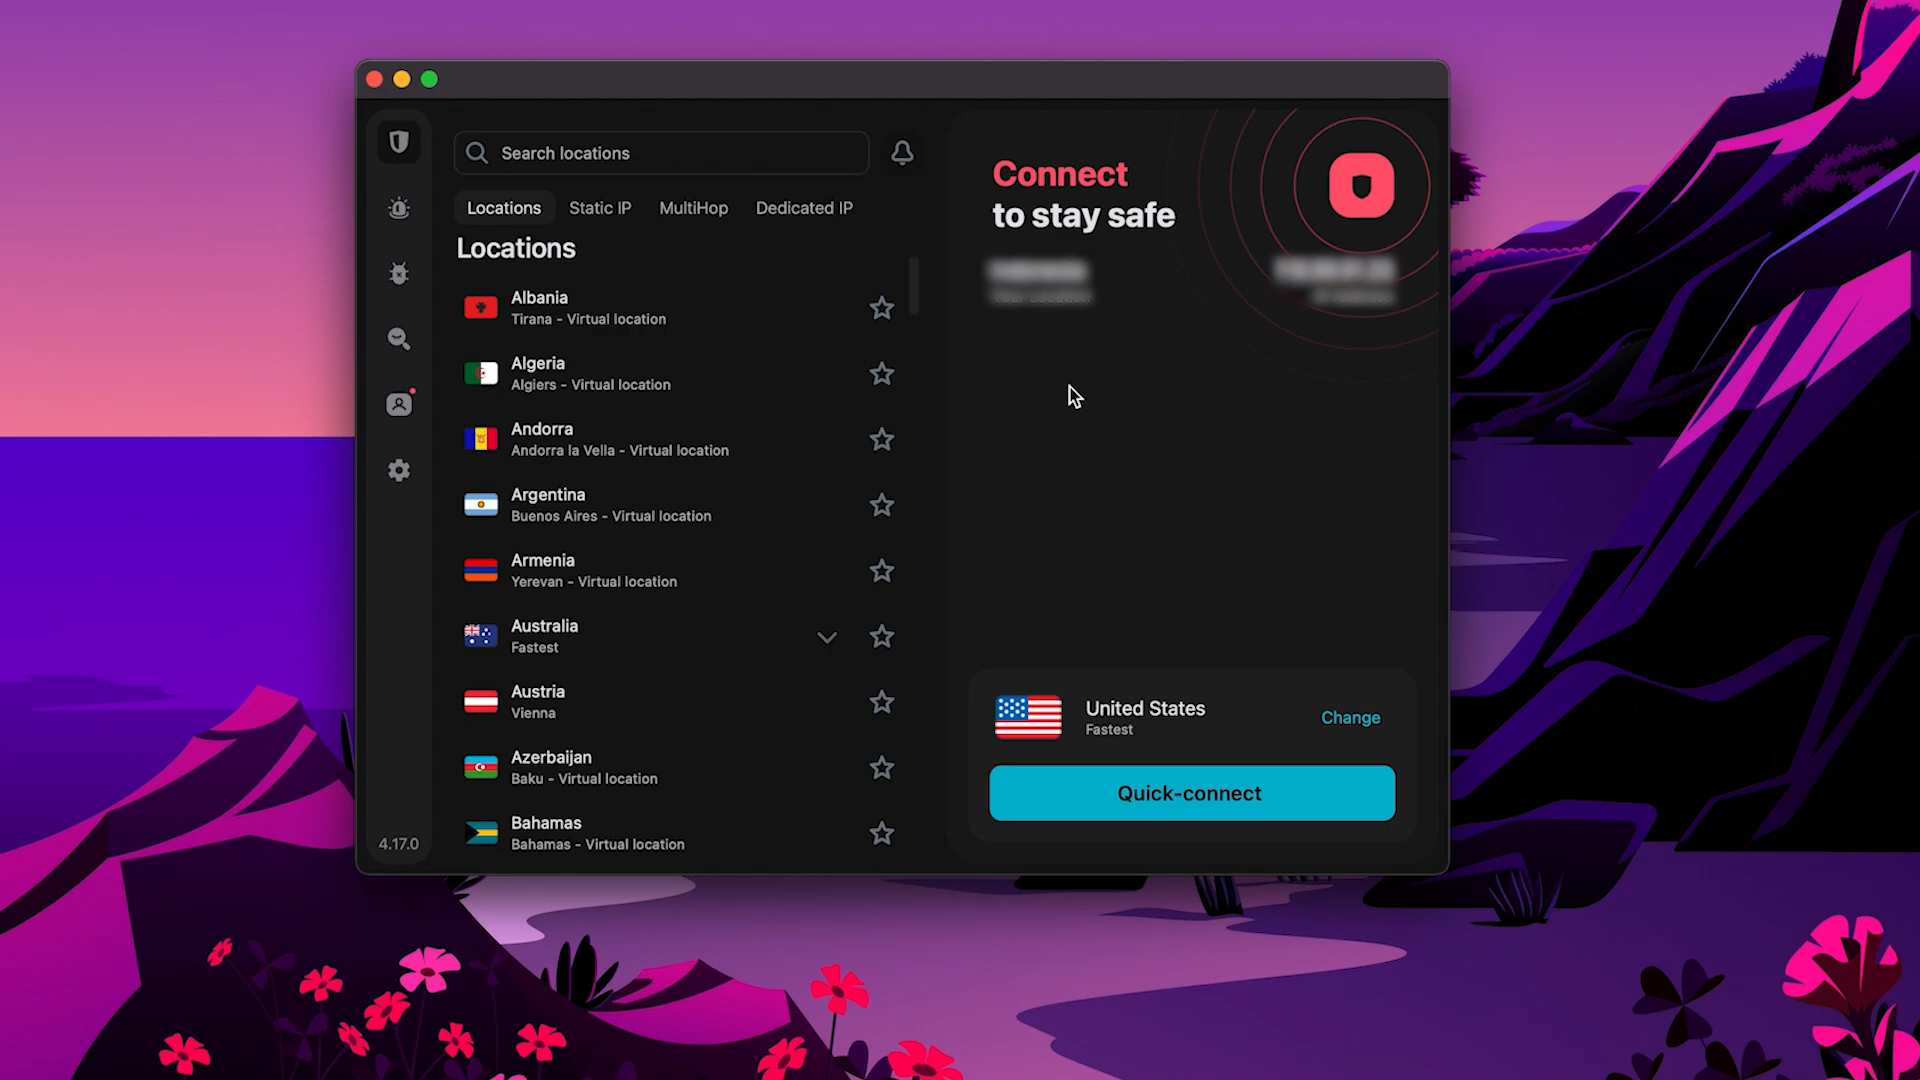 Search locations
Locations
Static IP
MultiHop
Dedicated IP
Locations
Albania
Tirana - Virtual location
Algeria
Algiers - Virtual location
Andorra
Andorra la Vella - Virtual location
Argentina
Buenos Aires - Virtual location
Armenia
Yerevan - Virtual location
Australia
Fastest
Austria
Vienna
Azerbaijan
Baku - Virtual location
Bahamas
Bahamas - Virtual location
4.17.0
Connect
to stay safe
United States
Fastest
Change
Quick-connect